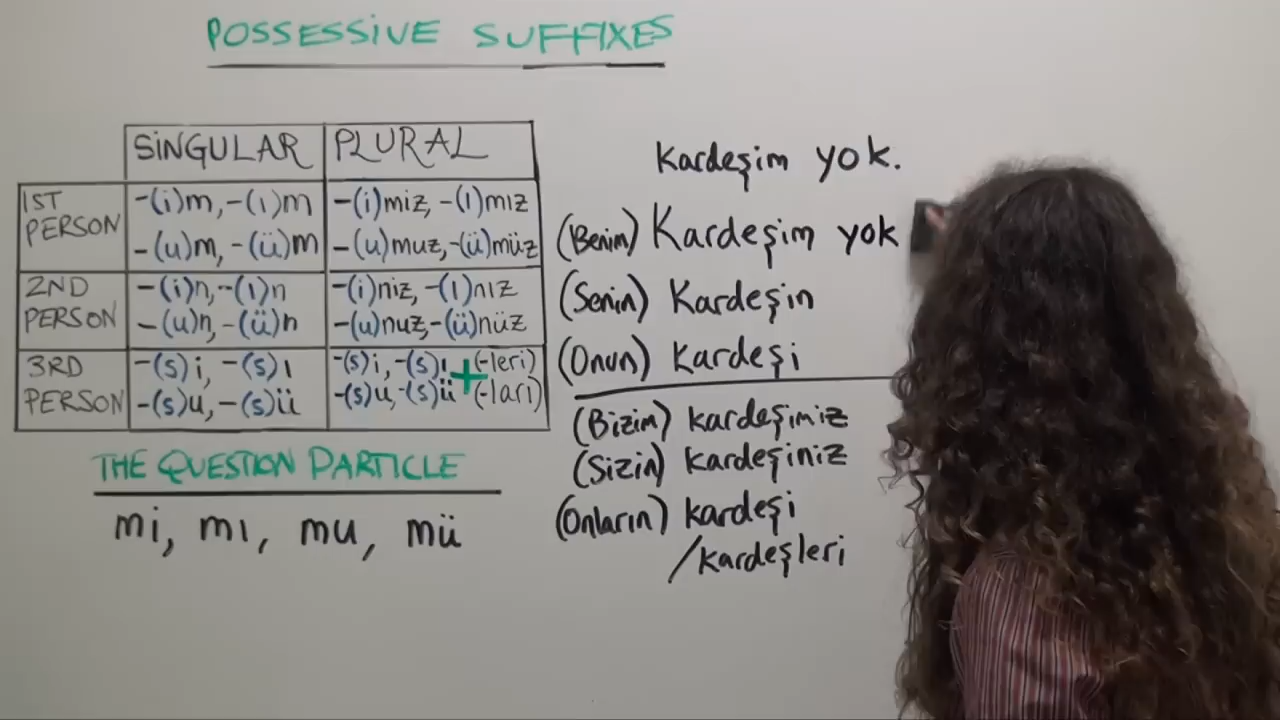 POSSESSIVE SUFFIXES
SiNGULAR PLURAL
1ST PERSON -(i)m, -(ı)m -(i)miz, -(ı)mız
-(u)m, -(ü)m -(u)muz, -(ü)müz
2ND PERSON -(i)n, -(ı)n -(i)niz, -(ı)nız
-(u)n, -(ü)n -(u)nuz, -(ü)nüz
3RD PERSON -(s)i, -(s)ı -(s)i, -(s)ı + (-leri)
-(s)u, -(s)ü -(s)u, -(s)ü (-ları)
THE QUESTION PARTICLE
mi, mı, mu, mü
Kardeşim yok.
(Benim) Kardeşim yok
(Senin) Kardeşin
(Onun) Kardeşi
(Bizim) kardeşimiz
(Sizin) kardeşiniz
(Onların) kardeşi
/kardeşleri